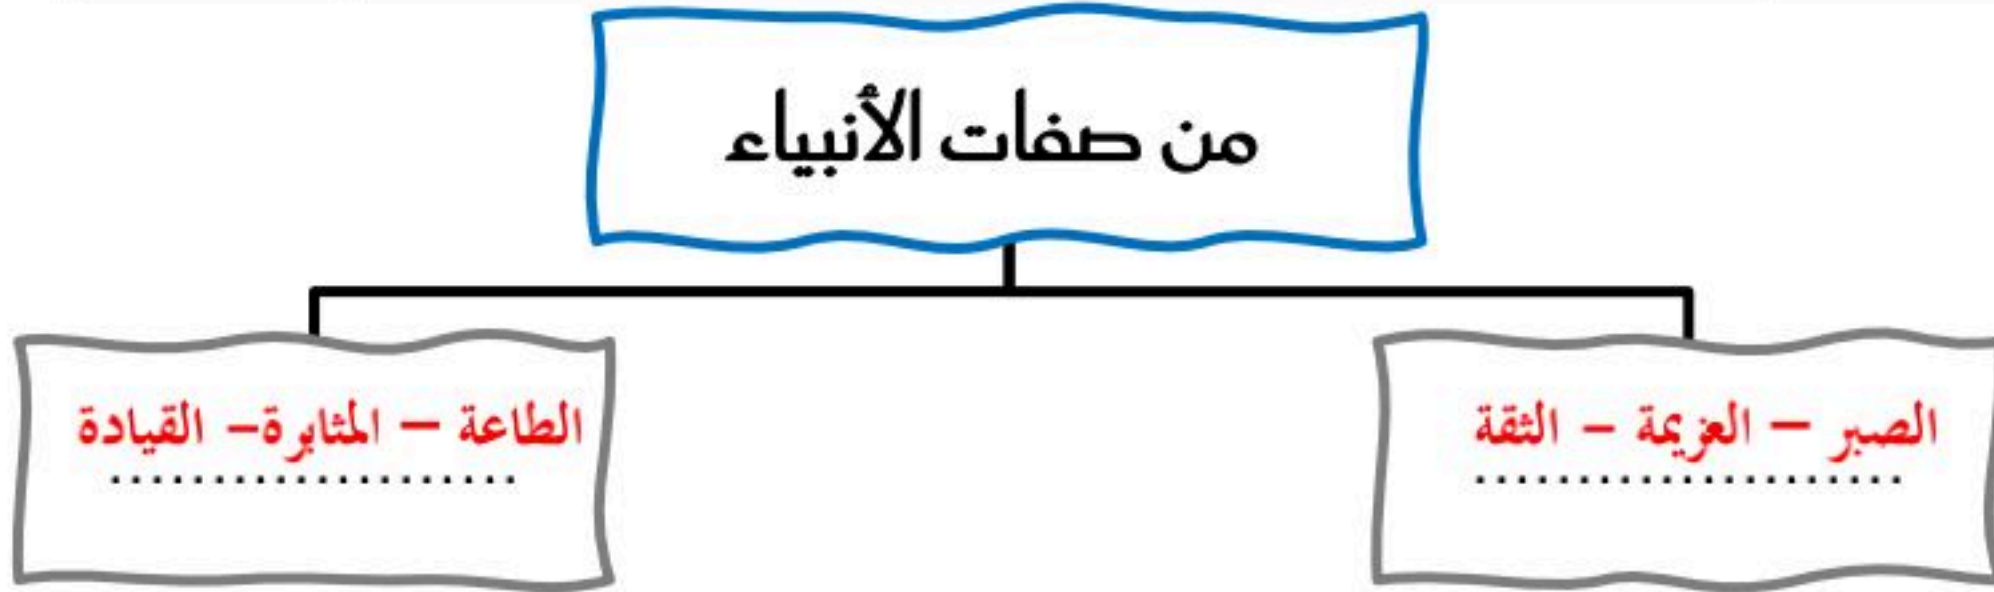 من صفات الأنبياء
الصبر – العزيمة – الثقة
.....................
الطاعة – المثابرة– القيادة
....................